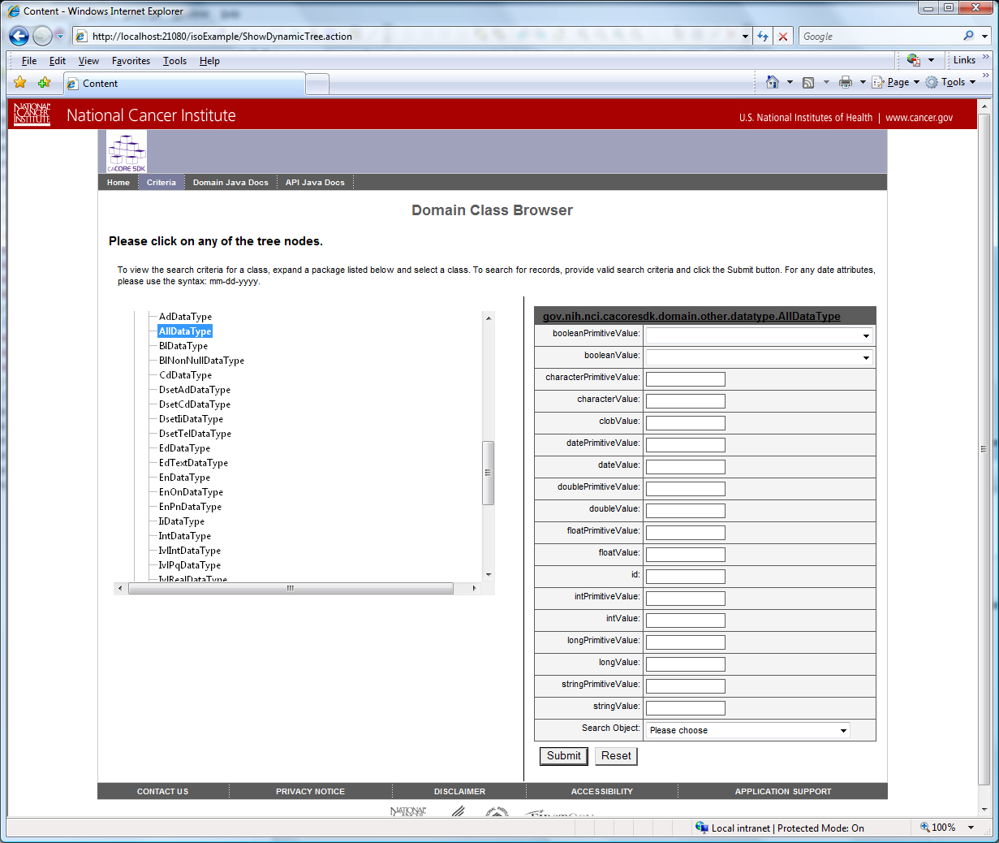 Content - Windows Internet Explorer
http://localhost:21080/isoExample/ShowDynamicTree.action
Google
File Edit View Favorites Tools Help
Links
Content
Page Tools
NATIONAL CANCER INSTITUTE
National Cancer Institute
U.S. National Institutes of Health | www.cancer.gov
caCORE SDK
Home Criteria Domain Java Docs API Java Docs
Domain Class Browser
Please click on any of the tree nodes.
To view the search criteria for a class, expand a package listed below and select a class. To search for records, provide valid search criteria and click the Submit button. For any date attributes,
please use the syntax: mm-dd-yyyy.
AdDataType
AllDataType
BlDataType
BlNonNullDataType
CdDataType
DsetAdDataType
DsetCdDataType
DsetIiDataType
DsetTelDataType
EdDataType
EdTextDataType
EnDataType
EnOnDataType
EnPnDataType
IiDataType
IntDataType
IvlIntDataType
IvlPqDataType
IvlRealDataType
gov.nih.nci.cacoresdk.domain.other.datatype.AllDataType
booleanPrimitiveValue:
booleanValue:
characterPrimitiveValue:
characterValue:
clobValue:
datePrimitiveValue:
dateValue:
doublePrimitiveValue:
doubleValue:
floatPrimitiveValue:
floatValue:
id:
intPrimitiveValue:
intValue:
longPrimitiveValue:
longValue:
stringPrimitiveValue:
stringValue:
Search Object: Please choose
Submit Reset
CONTACT US PRIVACY NOTICE DISCLAIMER ACCESSIBILITY APPLICATION SUPPORT
NATIONAL
FIRSTGOV
Local intranet | Protected Mode: On
100%